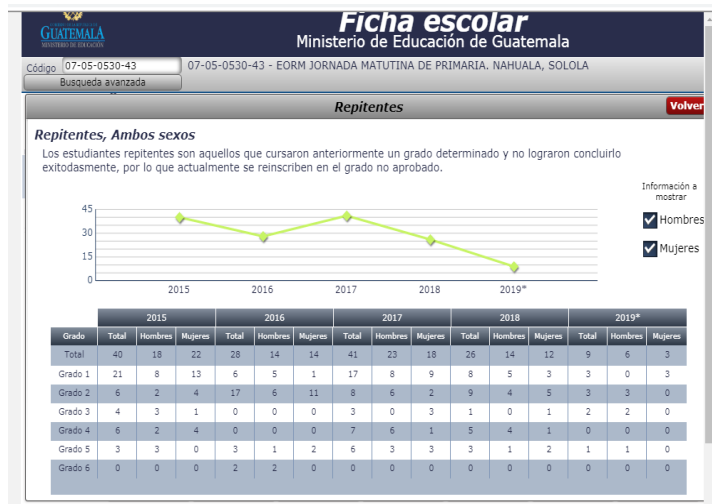 GUATEMALA
MINISTERIO DE EDUCACIÓN
Ficha escolar
Ministerio de Educación de Guatemala
Código 07-05-0530-43
07-05-0530-43 - EORM JORNADA MATUTINA DE PRIMARIA. NAHUALA, SOLOLA
Busqueda avanzada
Repitentes
Volver
Repitentes, Ambos sexos
Los estudiantes repitentes son aquellos que cursaron anteriormente un grado determinado y no lograron concluirlo
exitodasmente, por lo que actualmente se reinscriben en el grado no aprobado.
Información a
mostrar
Hombres
Mujeres
45
30
15
0
2015 2016 2017 2018 2019*
2015 2016 2017 2018 2019*
Grado Total Hombres Mujeres Total Hombres Mujeres Total Hombres Mujeres Total Hombres Mujeres Total Hombres Mujeres
Total 40 18 22 28 14 14 41 23 18 26 14 12 9 6 3
Grado 1 21 8 13 6 5 1 17 8 9 8 5 3 3 0 3
Grado 2 6 2 4 17 6 11 8 6 2 9 4 5 3 3 0
Grado 3 4 3 1 0 0 0 3 0 3 1 0 1 2 2 0
Grado 4 6 2 4 0 0 0 7 6 1 5 4 1 0 0 0
Grado 5 3 3 0 3 1 2 6 3 3 3 1 2 1 1 0
Grado 6 0 0 0 2 2 0 0 0 0 0 0 0 0 0 0